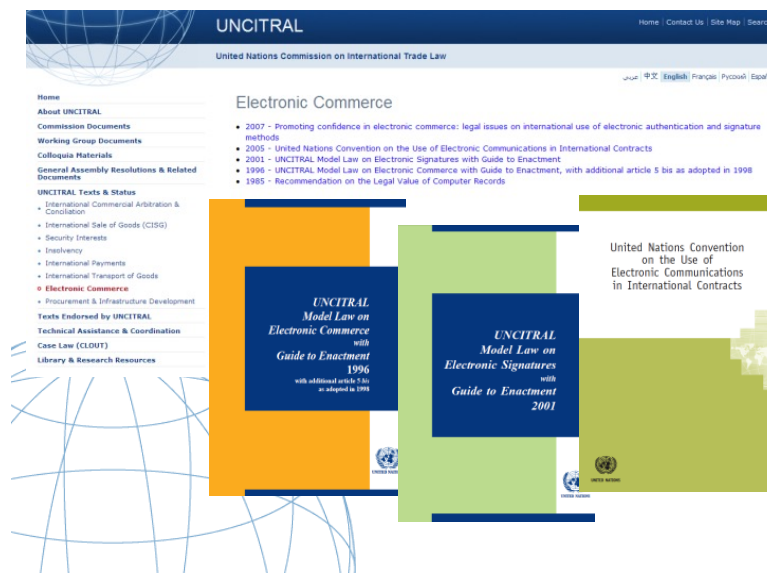 UNCITRAL
Home | Contact Us | Site Map | Searc
United Nations Commission on International Trade Law
عربي | 中文 | English | Français | Русский | Españ
Home
About UNCITRAL
Commission Documents
Working Group Documents
Colloquia Materials
General Assembly Resolutions & Related
Documents
UNCITRAL Texts & Status
International Commercial Arbitration &
Conciliation
International Sale of Goods (CISG)
Security Interests
Insolvency
International Payments
International Transport of Goods
Electronic Commerce
Procurement & Infrastructure Development
Texts Endorsed by UNCITRAL
Technical Assistance & Coordination
Case Law (CLOUT)
Library & Research Resources
Electronic Commerce
2007 - Promoting confidence in electronic commerce: legal issues on international use of electronic authentication and signature
methods
2005 - United Nations Convention on the Use of Electronic Communications in International Contracts
2001 - UNCITRAL Model Law on Electronic Signatures with Guide to Enactment
1996 - UNCITRAL Model Law on Electronic Commerce with Guide to Enactment, with additional article 5 bis as adopted in 1998
1985 - Recommendation on the Legal Value of Computer Records
UNCITRAL
Model Law on
Electronic Commerce
with
Guide to Enactment
1996
with additional article 5 bis
as adopted in 1998
UNITED NATIONS
UNCITRAL
Model Law on
Electronic Signatures
with
Guide to Enactment
2001
United Nations Convention
on the Use of
Electronic Communications
in International Contracts
UNITED NATIONS